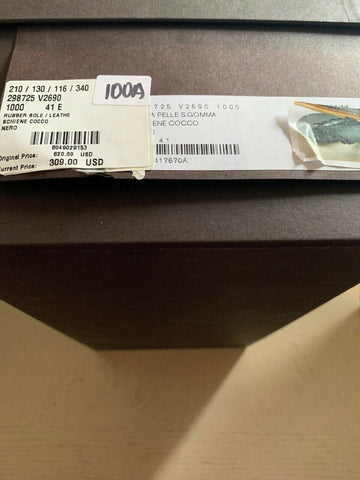 210 / 130 / 116 / 340
298725 V2690
1000 41 E
RUBBER SOLE / LEATHE
SCHIENE COCCO
NERO
8049029153
Original Price: 620.00 USD
Current Price: 309.00 USD
100A
725 V2690 1000
A PELLE S.GOMMA
ENE COCCO
O
41
417670A